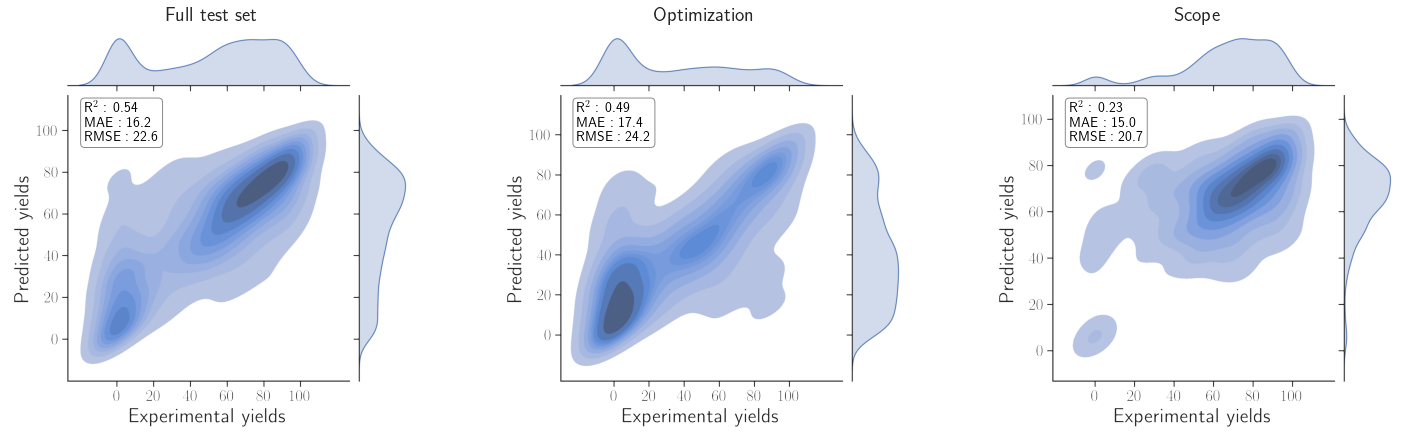 Full test set
R² : 0.54
MAE : 16.2
RMSE : 22.6
100
80
60
40
20
0
Predicted yields
0 20 40 60 80 100
Experimental yields
Optimization
R² : 0.49
MAE : 17.4
RMSE : 24.2
100
80
60
40
20
0
Predicted yields
0 20 40 60 80 100
Experimental yields
Scope
R² : 0.23
MAE : 15.0
RMSE : 20.7
100
80
60
40
20
0
Predicted yields
0 20 40 60 80 100
Experimental yields